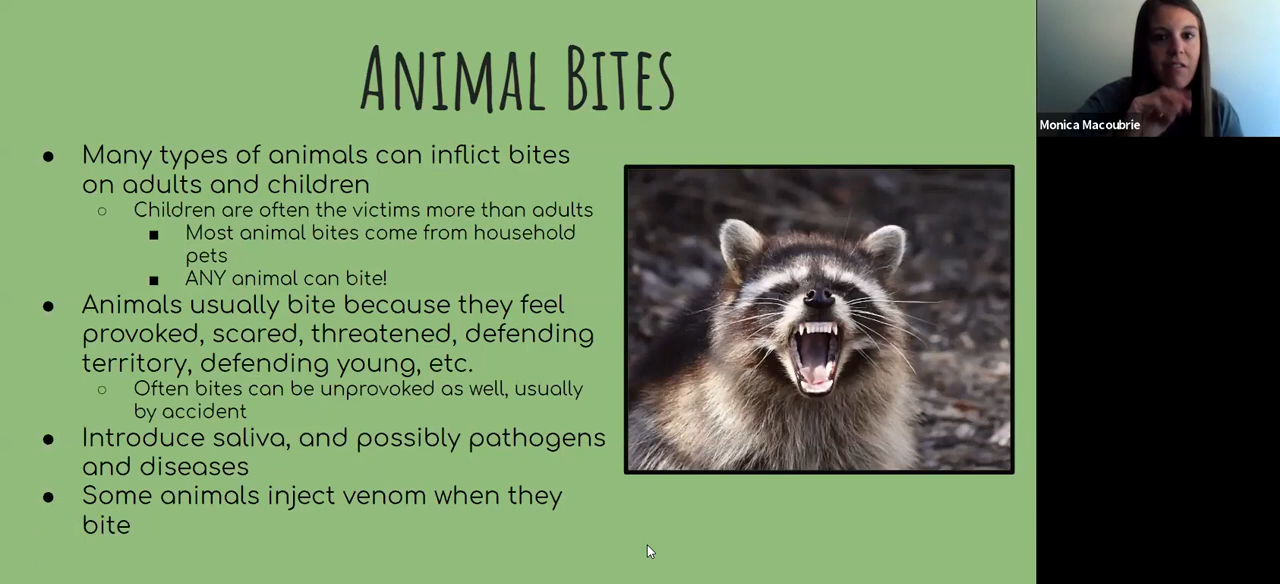 ANIMAL BITES
Monica Macoubrie
● Many types of animals can inflict bites
on adults and children
○ Children are often the victims more than adults
■ Most animal bites come from household
pets
■ ANY animal can bite!
● Animals usually bite because they feel
provoked, scared, threatened, defending
territory, defending young, etc.
○ Often bites can be unprovoked as well, usually
by accident
● Introduce saliva, and possibly pathogens
and diseases
● Some animals inject venom when they
bite